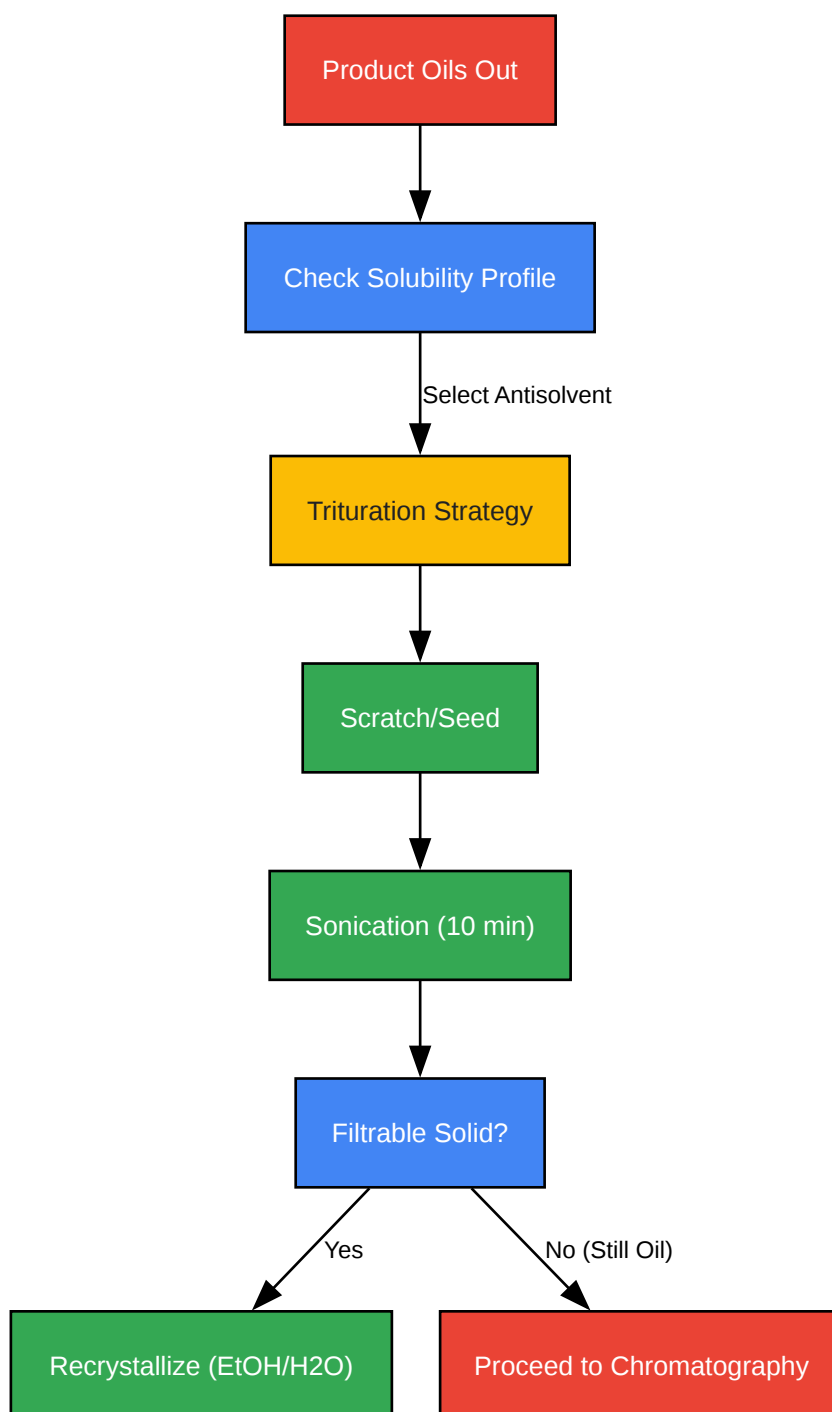 Product Oils Out
Check Solubility Profile
Select Antisolvent
Trituration Strategy
Scratch/Seed
Sonication (10 min)
Filtrable Solid?
Yes
No (Still Oil)
Recrystallize (EtOH/H2O)
Proceed to Chromatography